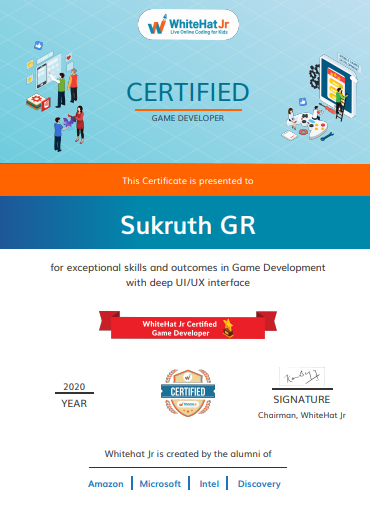 WhiteHat Jr
Live Online Coding for Kids
CERTIFIED
GAME DEVELOPER
This Certificate is presented to
Sukruth GR
for exceptional skills and outcomes in Game Development
with deep UI/UX interface
WhiteHat Jr Certified
Game Developer
2020
YEAR
CERTIFIED
SIGNATURE
Chairman, WhiteHat Jr
Whitehat Jr is created by the alumni of
Amazon | Microsoft | Intel | Discovery